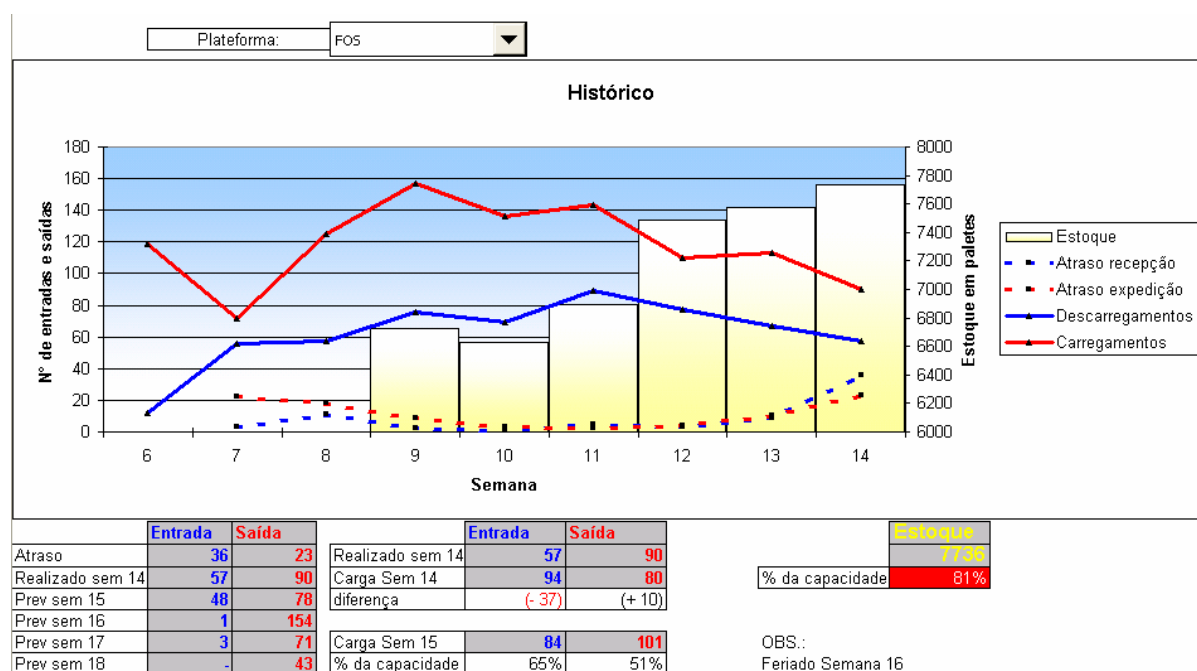 Plateforma: FOS
Histórico
180 8000
160 7800
140 7600
120 7400
100 7200
80 7000
60 6800
40 6600
20 6400
0 6200
6000
Nº de entradas e saídas
Estoque em paletes
6 7 8 9 10 11 12 13 14
Semana
Estoque
Atraso recepção
Atraso expedição
Descarregamentos
Carregamentos
Entrada Saída Entrada Saída Estoque
Atraso 36 23 Realizado sem 14 57 90 7736
Realizado sem 14 57 90 Carga Sem 14 94 80 % da capacidade 81%
Prev sem 15 48 78 diferença (- 37) (+ 10)
Prev sem 16 1 154
Prev sem 17 3 71 Carga Sem 15 84 101 OBS.:
Prev sem 18 - 43 % da capacidade 65% 51% Feriado Semana 16